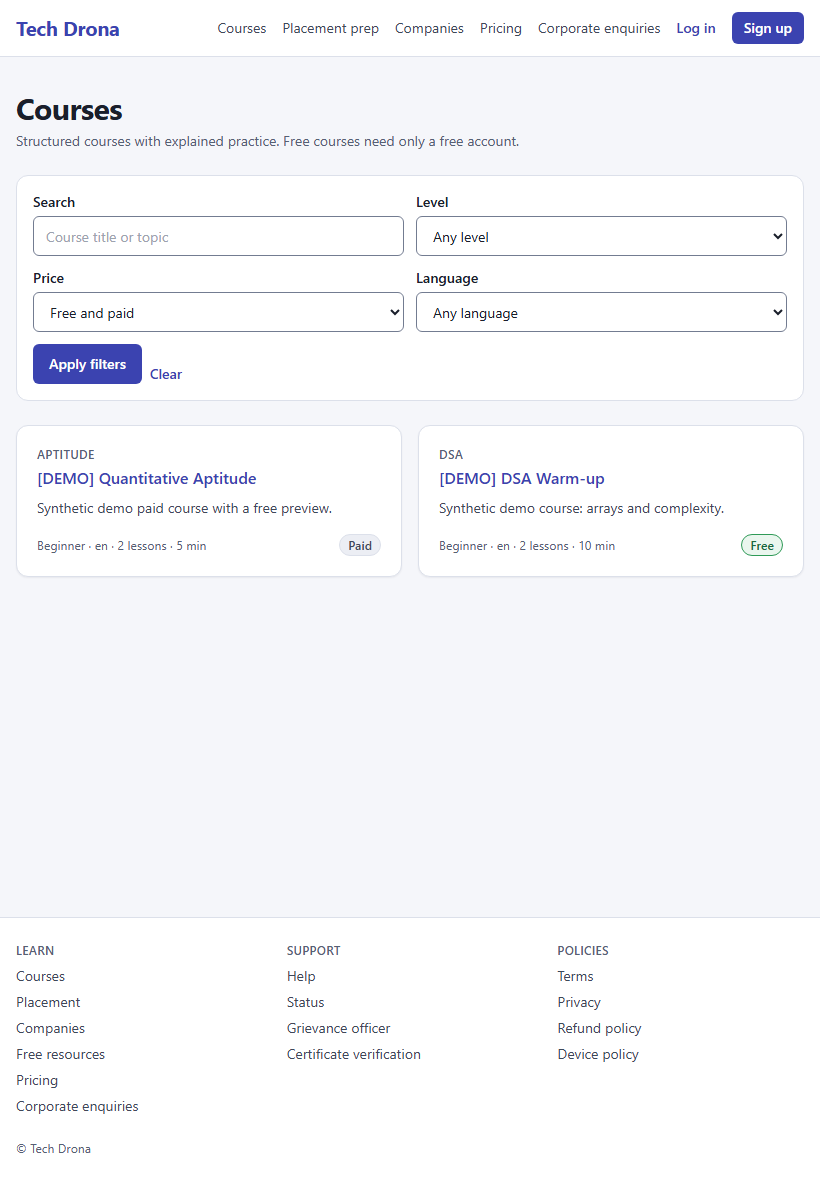 Tech Drona
Courses Placement prep Companies Pricing Corporate enquiries Log in Sign up
Courses
Structured courses with explained practice. Free courses need only a free account.
Search
Level
Course title or topic
Any level
Price
Language
Free and paid
Any language
Apply filters
Clear
APTITUDE
[DEMO] Quantitative Aptitude
Synthetic demo paid course with a free preview.
Beginner · en · 2 lessons · 5 min
Paid
DSA
[DEMO] DSA Warm-up
Synthetic demo course: arrays and complexity.
Beginner · en · 2 lessons · 10 min
Free
LEARN
Courses
Placement
Companies
Free resources
Pricing
Corporate enquiries
SUPPORT
Help
Status
Grievance officer
Certificate verification
POLICIES
Terms
Privacy
Refund policy
Device policy
© Tech Drona